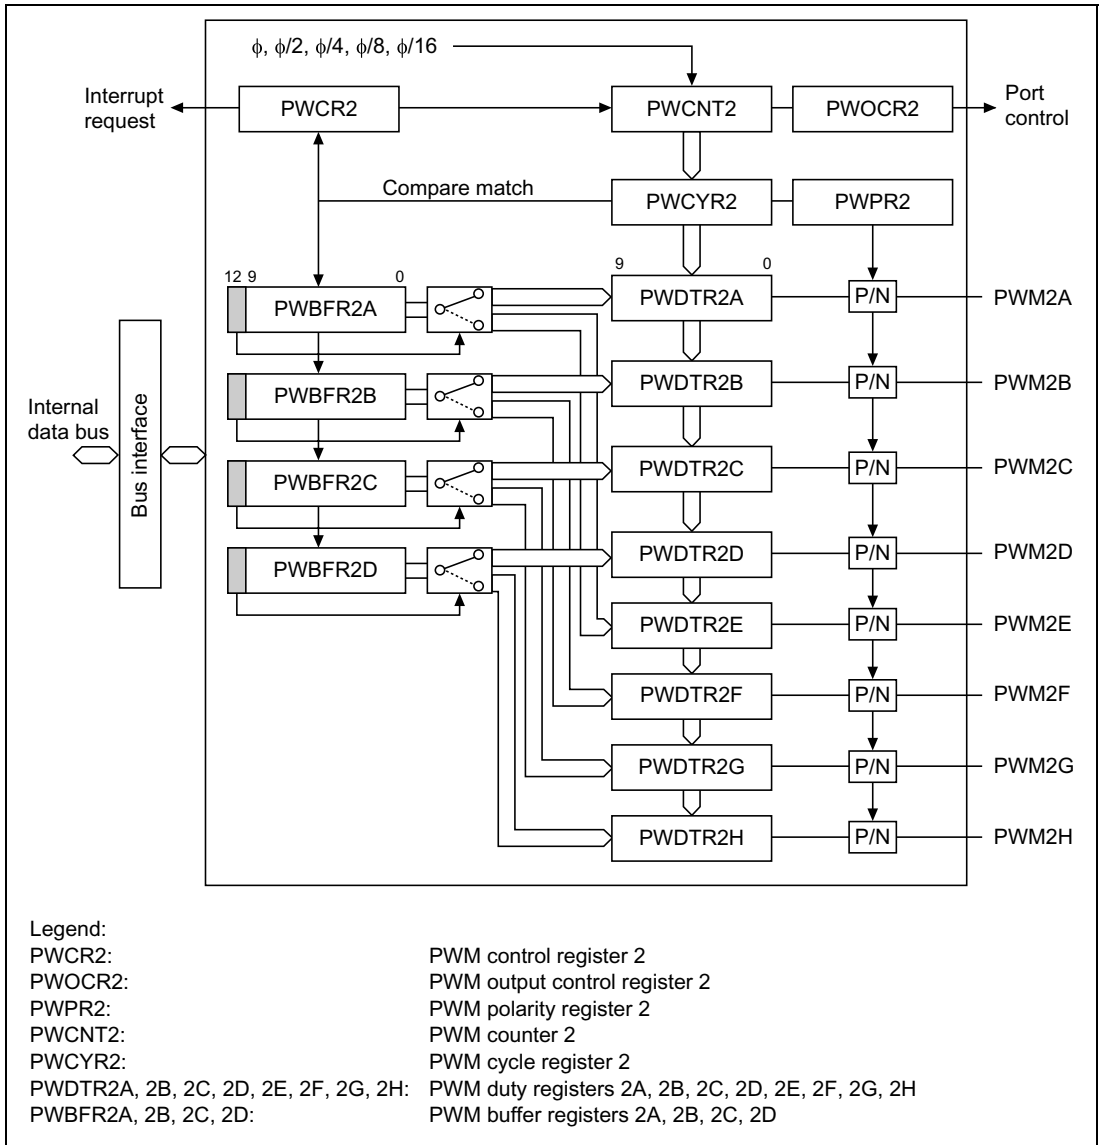 ϕ, ϕ/2, ϕ/4, ϕ/8, ϕ/16
Interrupt
request
PWCR2
PWCNT2
PWOCR2
Port
control
Compare match
PWCYR2
PWPR2
12 9 0
9 0
PWBFR2A
PWDTR2A
P/N
PWM2A
PWBFR2B
PWDTR2B
P/N
PWM2B
Internal
data bus
Bus interface
PWBFR2C
PWDTR2C
P/N
PWM2C
PWBFR2D
PWDTR2D
P/N
PWM2D
PWDTR2E
P/N
PWM2E
PWDTR2F
P/N
PWM2F
PWDTR2G
P/N
PWM2G
PWDTR2H
P/N
PWM2H
Legend:
PWCR2: PWM control register 2
PWOCR2: PWM output control register 2
PWPR2: PWM polarity register 2
PWCNT2: PWM counter 2
PWCYR2: PWM cycle register 2
PWDTR2A, 2B, 2C, 2D, 2E, 2F, 2G, 2H: PWM duty registers 2A, 2B, 2C, 2D, 2E, 2F, 2G, 2H
PWBFR2A, 2B, 2C, 2D: PWM buffer registers 2A, 2B, 2C, 2D